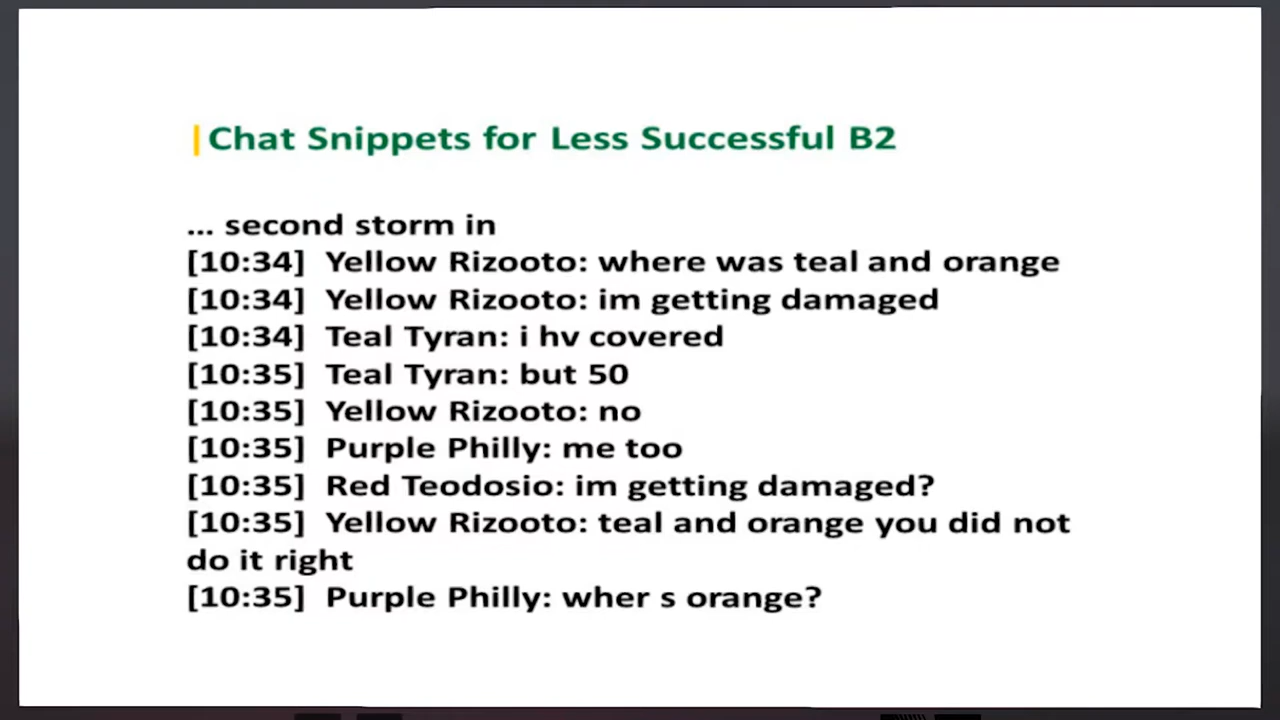 Chat Snippets for Less Successful B2
... second storm in
[10:34] Yellow Rizooto: where was teal and orange
[10:34] Yellow Rizooto: im getting damaged
[10:34] Teal Tyran: i hv covered
[10:35] Teal Tyran: but 50
[10:35] Yellow Rizooto: no
[10:35] Purple Philly: me too
[10:35] Red Teodosio: im getting damaged?
[10:35] Yellow Rizooto: teal and orange you did not
do it right
[10:35] Purple Philly: wher s orange?